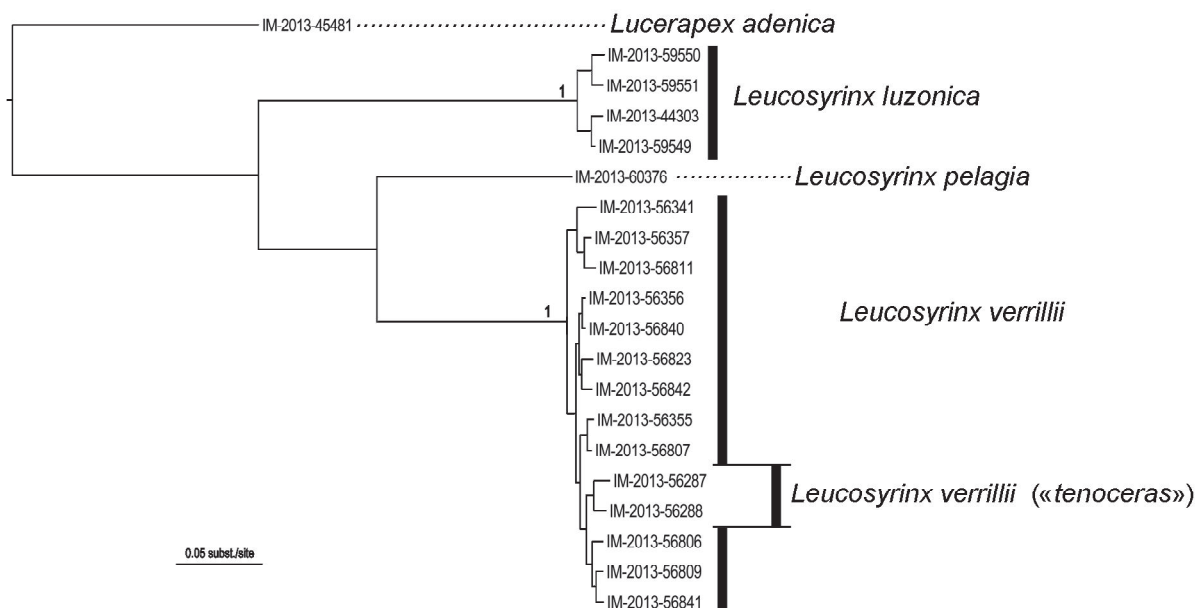 IM-2013-45481 Lucerapex adenica
IM-2013-59550
1
IM-2013-59551
Leucosyrinx luzonica
IM-2013-44303
IM-2013-59549
IM-2013-60376 Leucosyrinx pelagia
IM-2013-56341
IM-2013-56357
IM-2013-56811
IM-2013-56356
1
Leucosyrinx verrillii
IM-2013-56840
IM-2013-56823
IM-2013-56842
IM-2013-56355
IM-2013-56807
IM-2013-56287
Leucosyrinx verrillii («tenoceras»)
IM-2013-56288
IM-2013-56806
0.05 subst./site
IM-2013-56809
IM-2013-56841